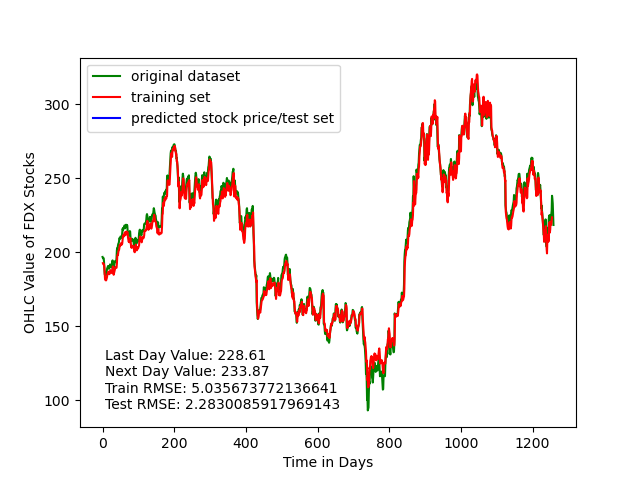 original dataset
training set
predicted stock price/test set
OHLC Value of FDX Stocks
300
250
200
150
100
Last Day Value: 228.61
Next Day Value: 233.87
Train RMSE: 5.035673772136641
Test RMSE: 2.2830085917969143
0 200 400 600 800 1000 1200
Time in Days